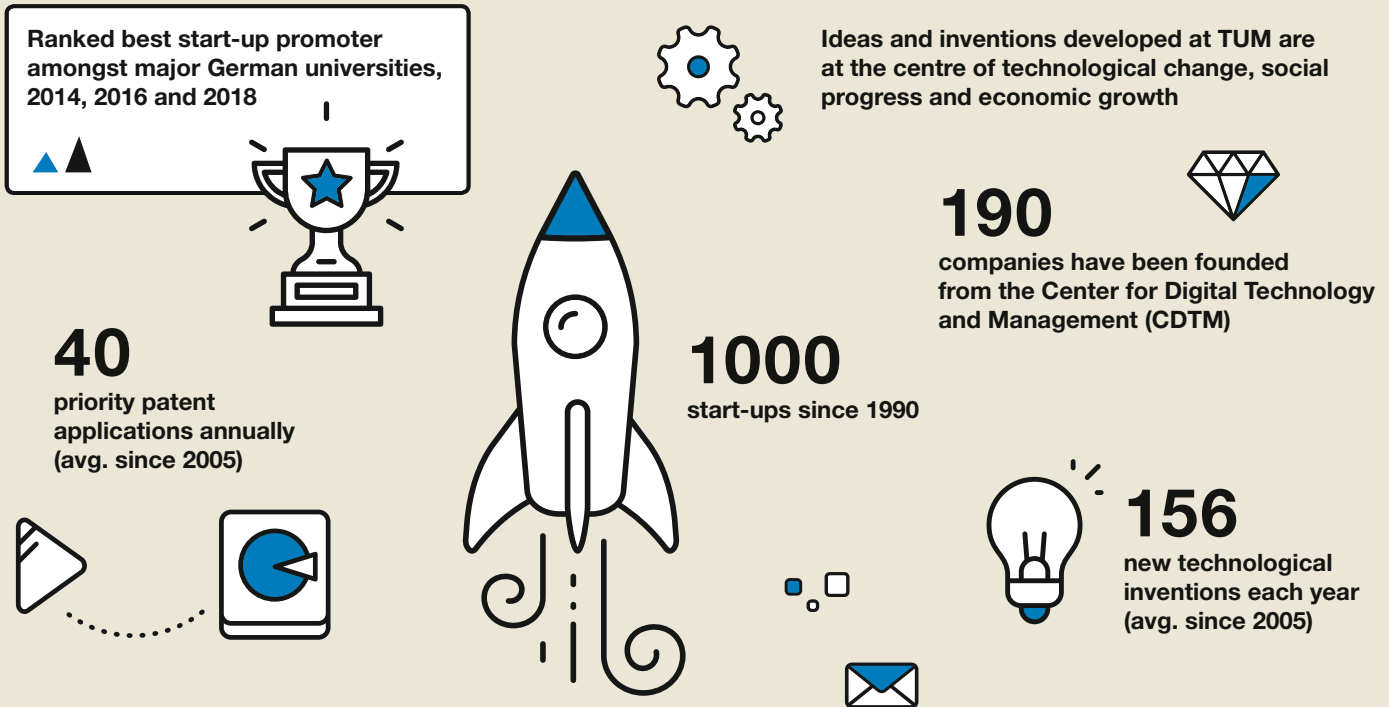 Ranked best start-up promoter
amongst major German universities,
2014, 2016 and 2018
Ideas and inventions developed at TUM are
at the centre of technological change, social
progress and economic growth
190
companies have been founded
from the Center for Digital Technology
and Management (CDTM)
40
priority patent
applications annually
(avg. since 2005)
1000
start-ups since 1990
156
new technological
inventions each year
(avg. since 2005)